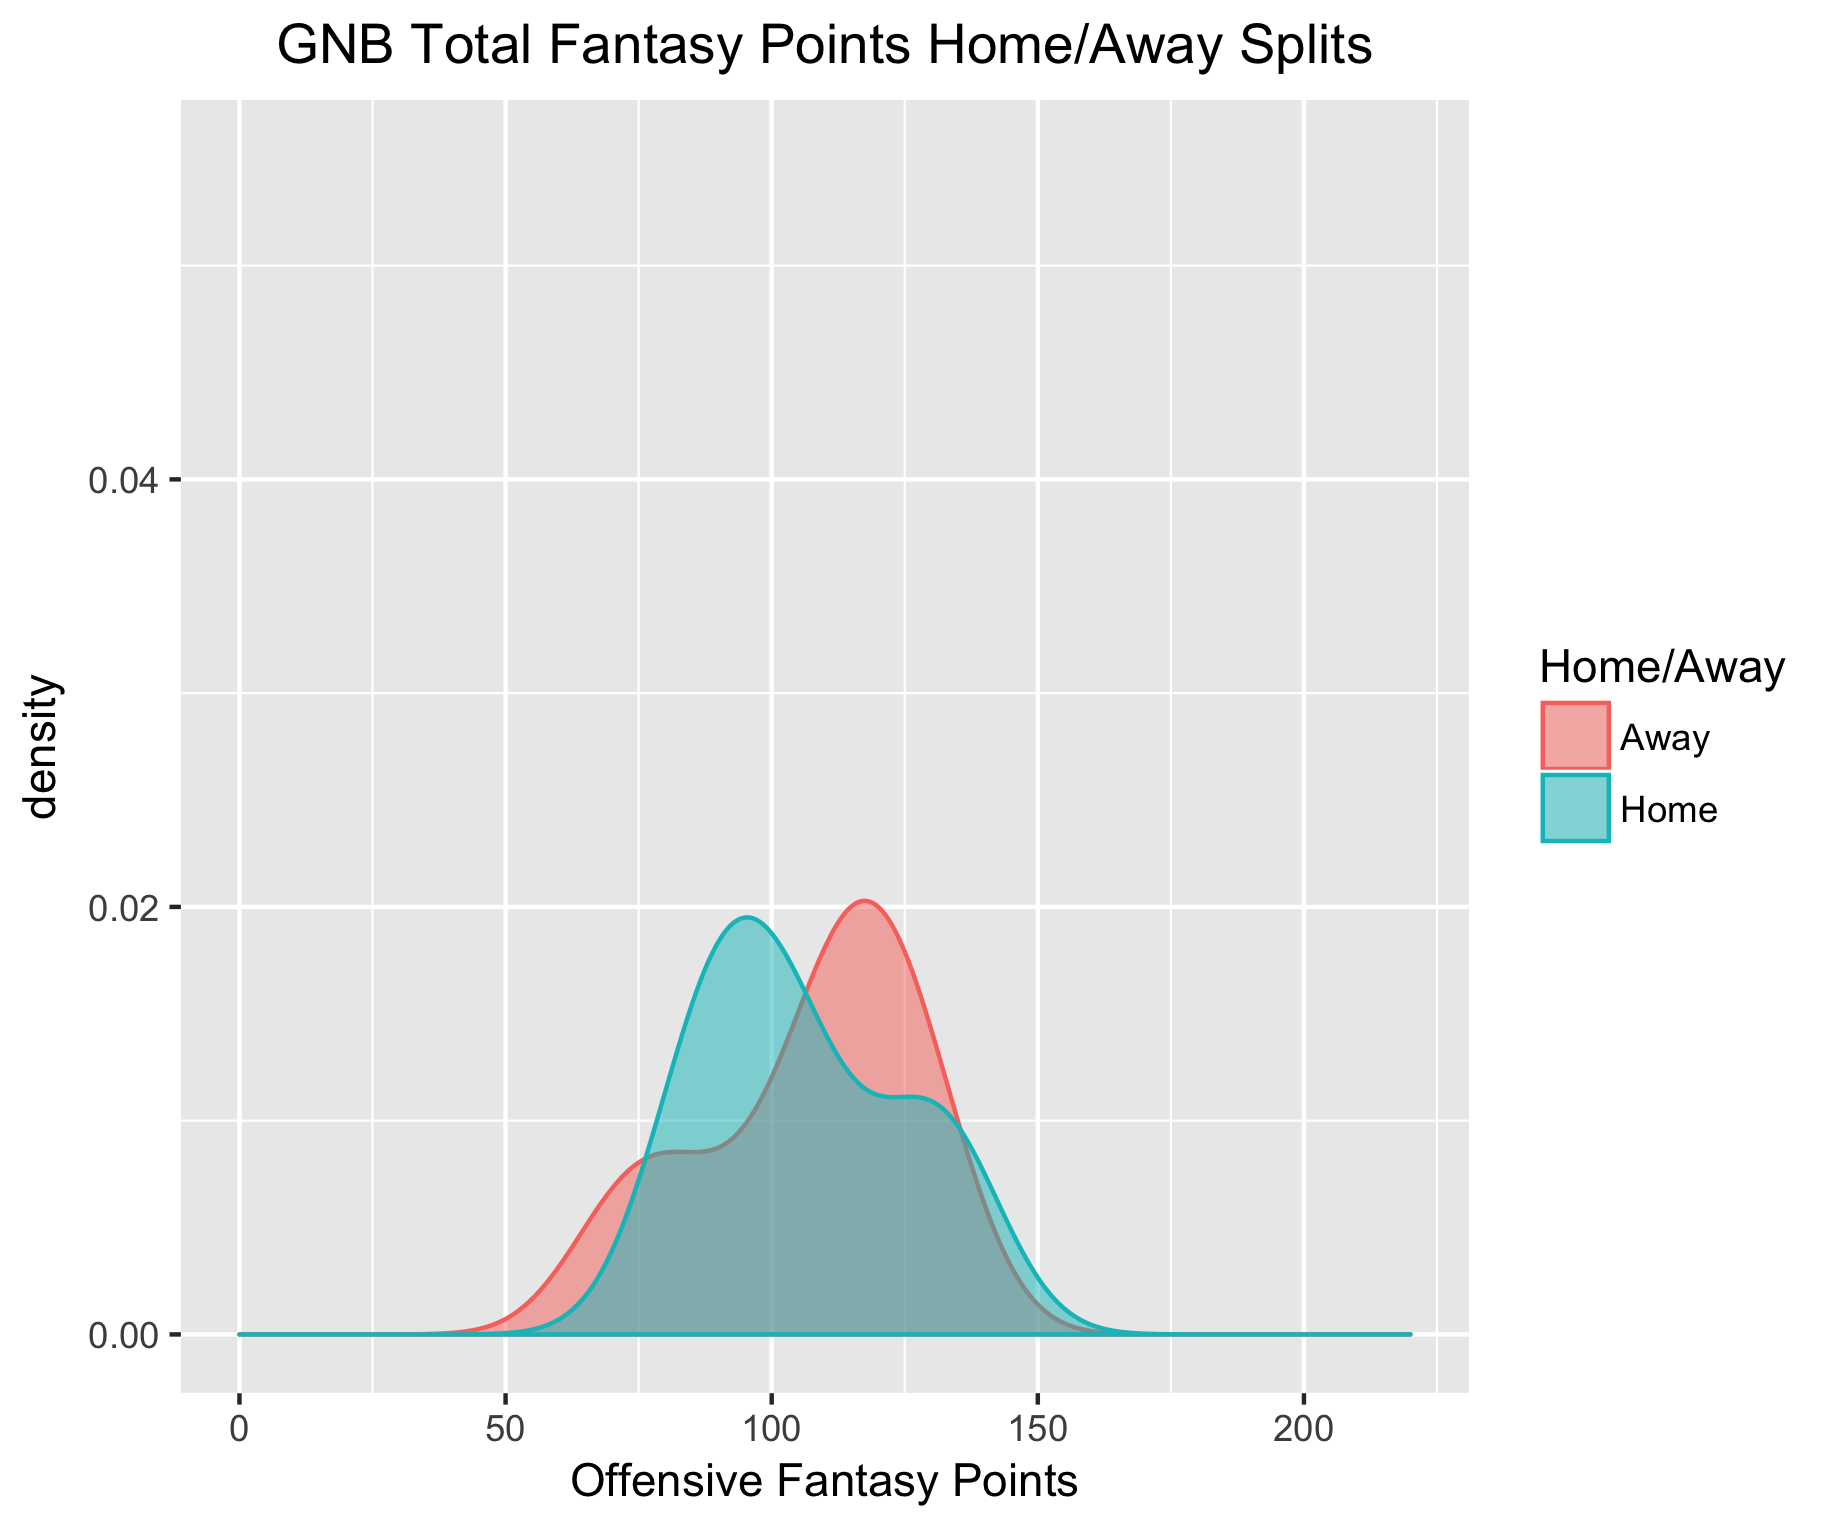 GNB Total Fantasy Points Home/Away Splits
density
0.04
0.02
0.00
0
50
100
150
200
Offensive Fantasy Points
Home/Away
Away
Home